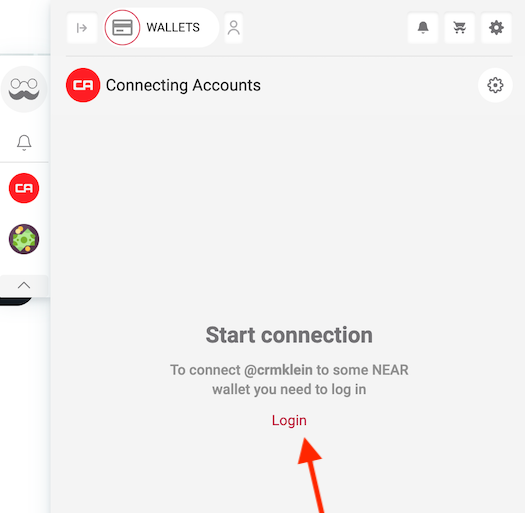 WALLETS
CA Connecting Accounts
CA
Start connection
To connect @crmklein to some NEAR
wallet you need to log in
Login